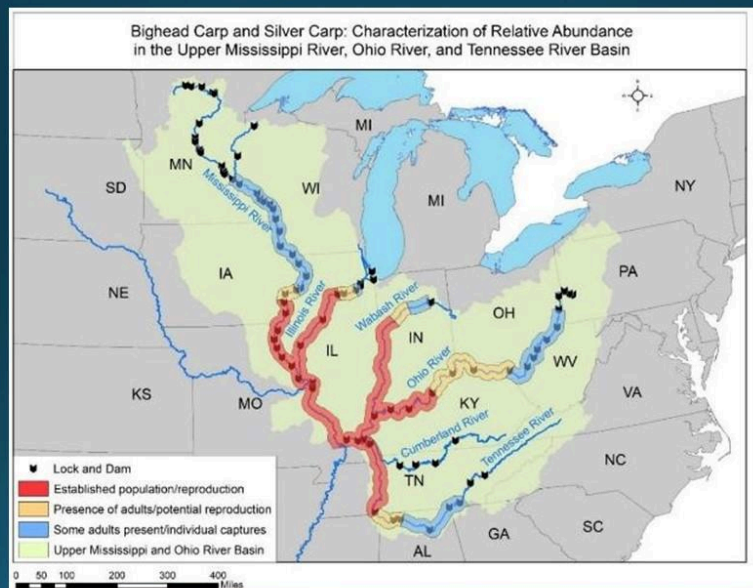 Bighead Carp and Silver Carp: Characterization of Relative Abundance
in the Upper Mississippi River, Ohio River, and Tennessee River Basin
MI
MN
SD
WI
MI
NY
Mississippi River
IA
PA
NE
Illinois River
Wabash River
OH
IL
IN
WV
Ohio River
KS
MO
KY
VA
Cumberland River
Tennessee River
TN
NC
SC
GA
AL
Lock and Dam
Established population/reproduction
Presence of adults/potential reproduction
Some adults present/individual captures
Upper Mississippi and Ohio River Basin
0 50 100 200 300 400
Miles